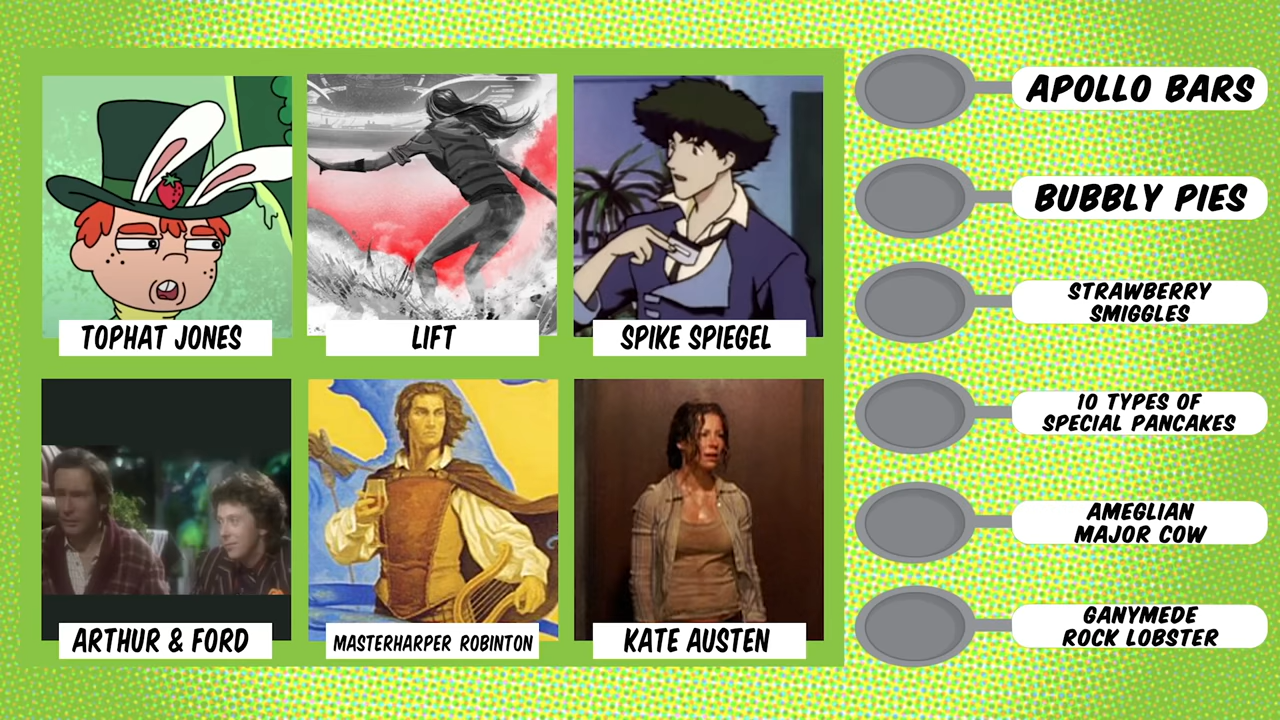 TOPHAT JONES
LIFT
SPIKE SPIEGEL
ARTHUR & FORD
MASTERHARPER ROBINTON
KATE AUSTEN
APOLLO BARS
BUBBLY PIES
STRAWBERRY
SMIGGLES
10 TYPES OF
SPECIAL PANCAKES
AMEGLIAN
MAJOR COW
GANYMEDE
ROCK LOBSTER